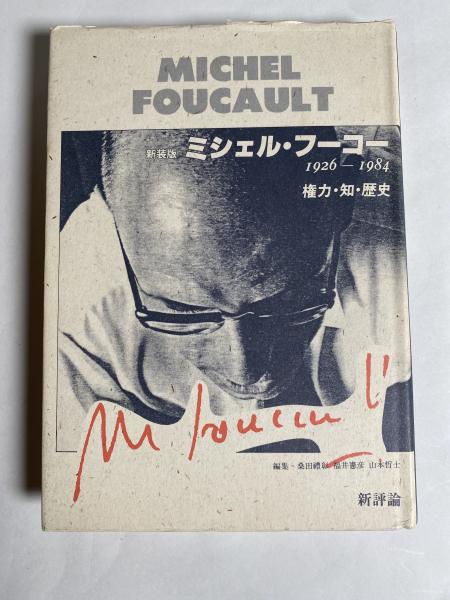 MICHEL
FOUCAULT
新装版 ミシェル・フーコー
1926—1984
権力・知・歴史
M Foucault
編集・桑田禮彰 福井憲彦 山本哲士
新評論